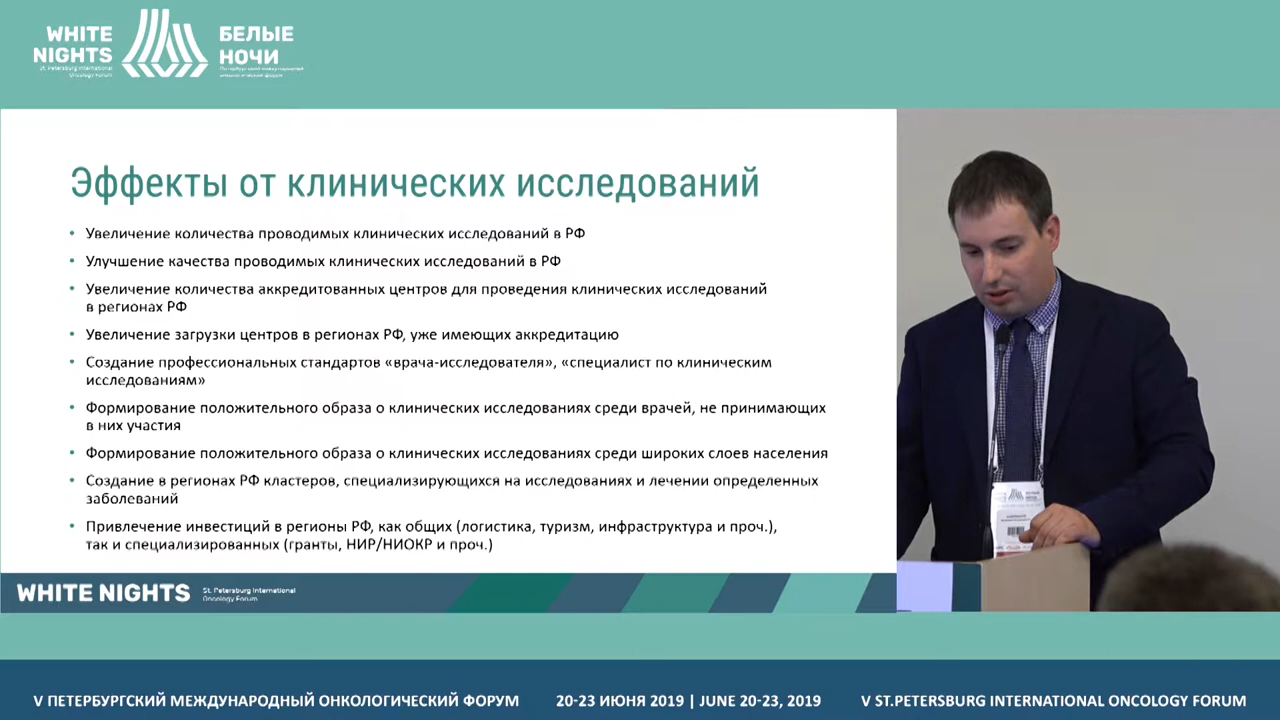 WHITE
NIGHTS
St. Petersburg International
Oncology Forum
БЕЛЫЕ
НОЧИ
Эффекты от клинических исследований
• Увеличение количества проводимых клинических исследований в РФ
• Улучшение качества проводимых клинических исследований в РФ
• Увеличение количества аккредитованных центров для проведения клинических исследований
в регионах РФ
• Увеличение загрузки центров в регионах РФ, уже имеющих аккредитацию
• Создание профессиональных стандартов «врача-исследователя», «специалист по клиническим
исследованиям»
• Формирование положительного образа о клинических исследованиях среди врачей, не принимающих
в них участия
• Формирование положительного образа о клинических исследованиях среди широких слоев населения
• Создание в регионах РФ кластеров, специализирующихся на исследованиях и лечении определенных
заболеваний
• Привлечение инвестиций в регионы РФ, как общих (логистика, туризм, инфраструктура и проч.),
так и специализированных (гранты, НИР/НИОКР и проч.)
WHITE NIGHTS
St. Petersburg International
Oncology Forum
V ПЕТЕРБУРГСКИЙ МЕЖДУНАРОДНЫЙ ОНКОЛОГИЧЕСКИЙ ФОРУМ 20-23 ИЮНЯ 2019 | JUNE 20-23, 2019 V ST.PETERSBURG INTERNATIONAL ONCOLOGY FORUM